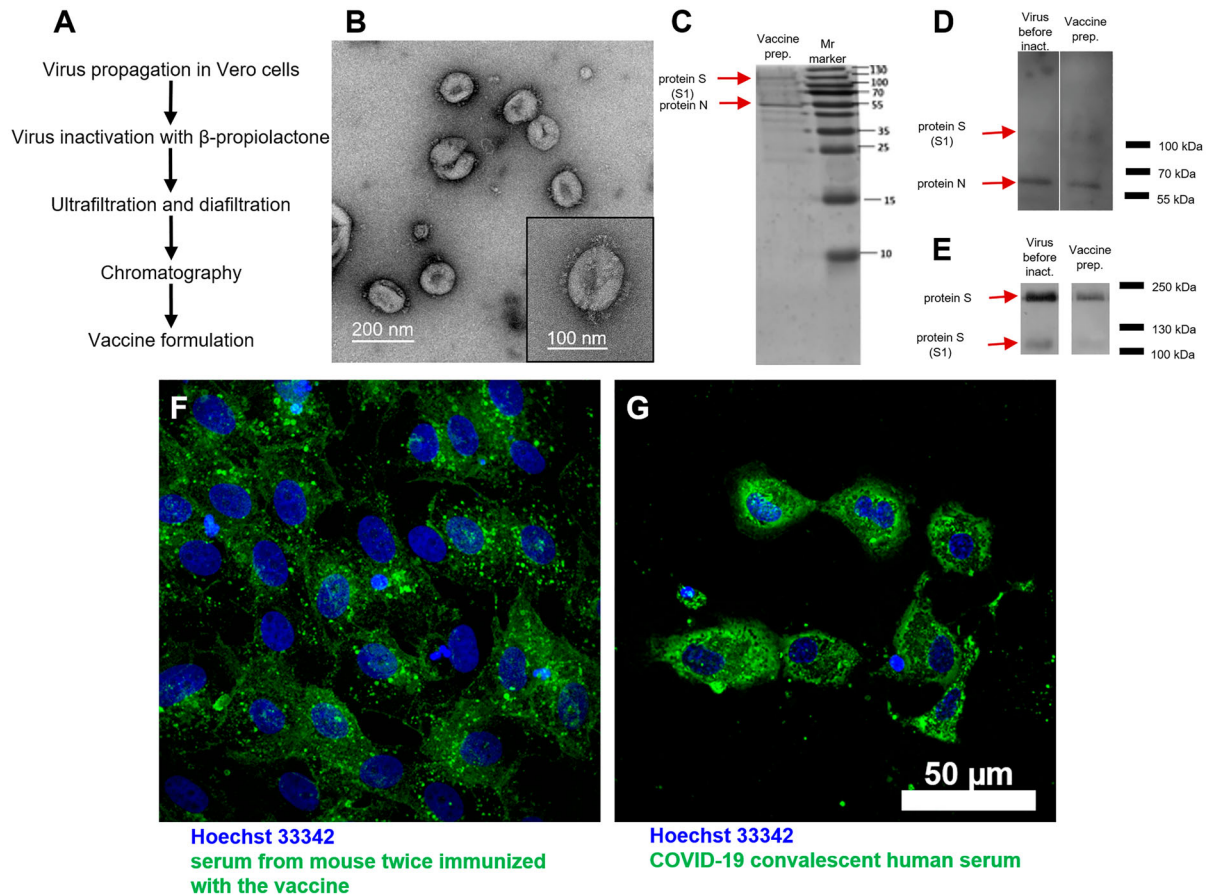 A
Virus propagation in Vero cells
Virus inactivation with β-propiolactone
Ultrafiltration and diafiltration
Chromatography
Vaccine formulation
B
200 nm
100 nm
C
Vaccine
prep.
Mr
marker
protein S
(S1)
protein N
130
100
70
55
35
25
15
10
D
Virus
before
inact.
Vaccine
prep.
protein S
(S1)
protein N
100 kDa
70 kDa
55 kDa
E
Virus
before
inact.
Vaccine
prep.
protein S
protein S
(S1)
250 kDa
130 kDa
100 kDa
F
Hoechst 33342
serum from mouse twice immunized
with the vaccine
G
50 µm
Hoechst 33342
COVID-19 convalescent human serum